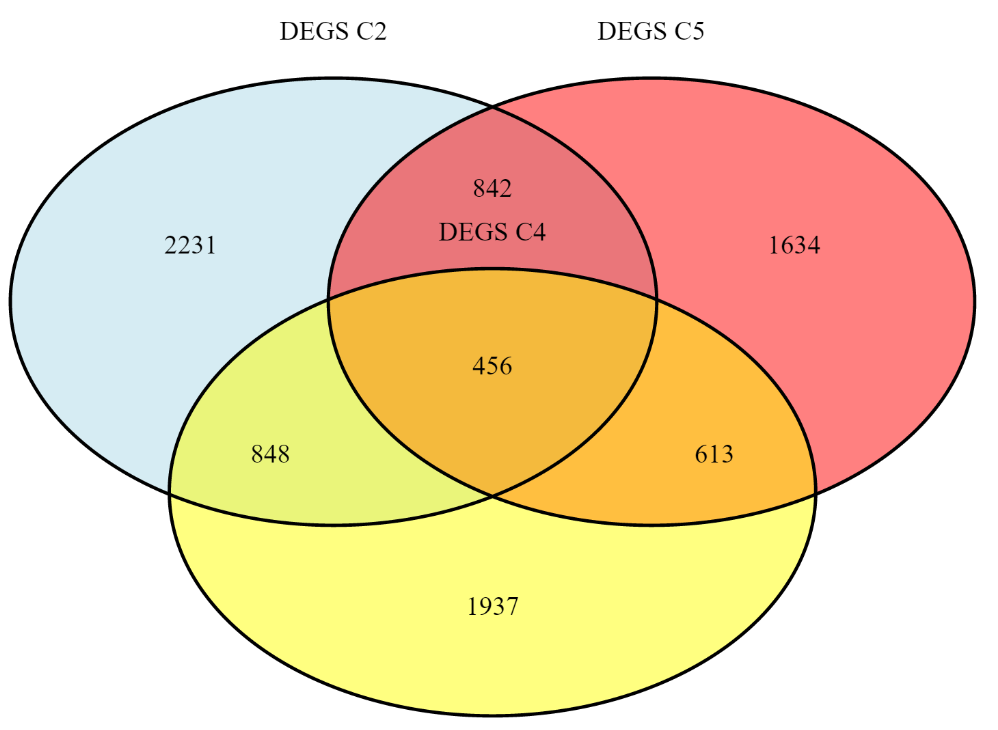 DEGS C2 DEGS C5
842
DEGS C4
2231 1634
456
848 613
1937